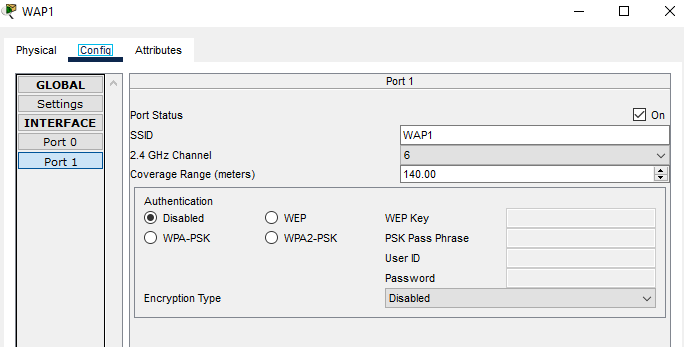 WAP1
Physical Config Attributes
GLOBAL
Settings
INTERFACE
Port 0
Port 1
Port 1
Port Status On
SSID WAP1
2.4 GHz Channel 6
Coverage Range (meters) 140.00
Authentication
Disabled WEP WEP Key
WPA-PSK WPA2-PSK PSK Pass Phrase
User ID
Password
Encryption Type Disabled